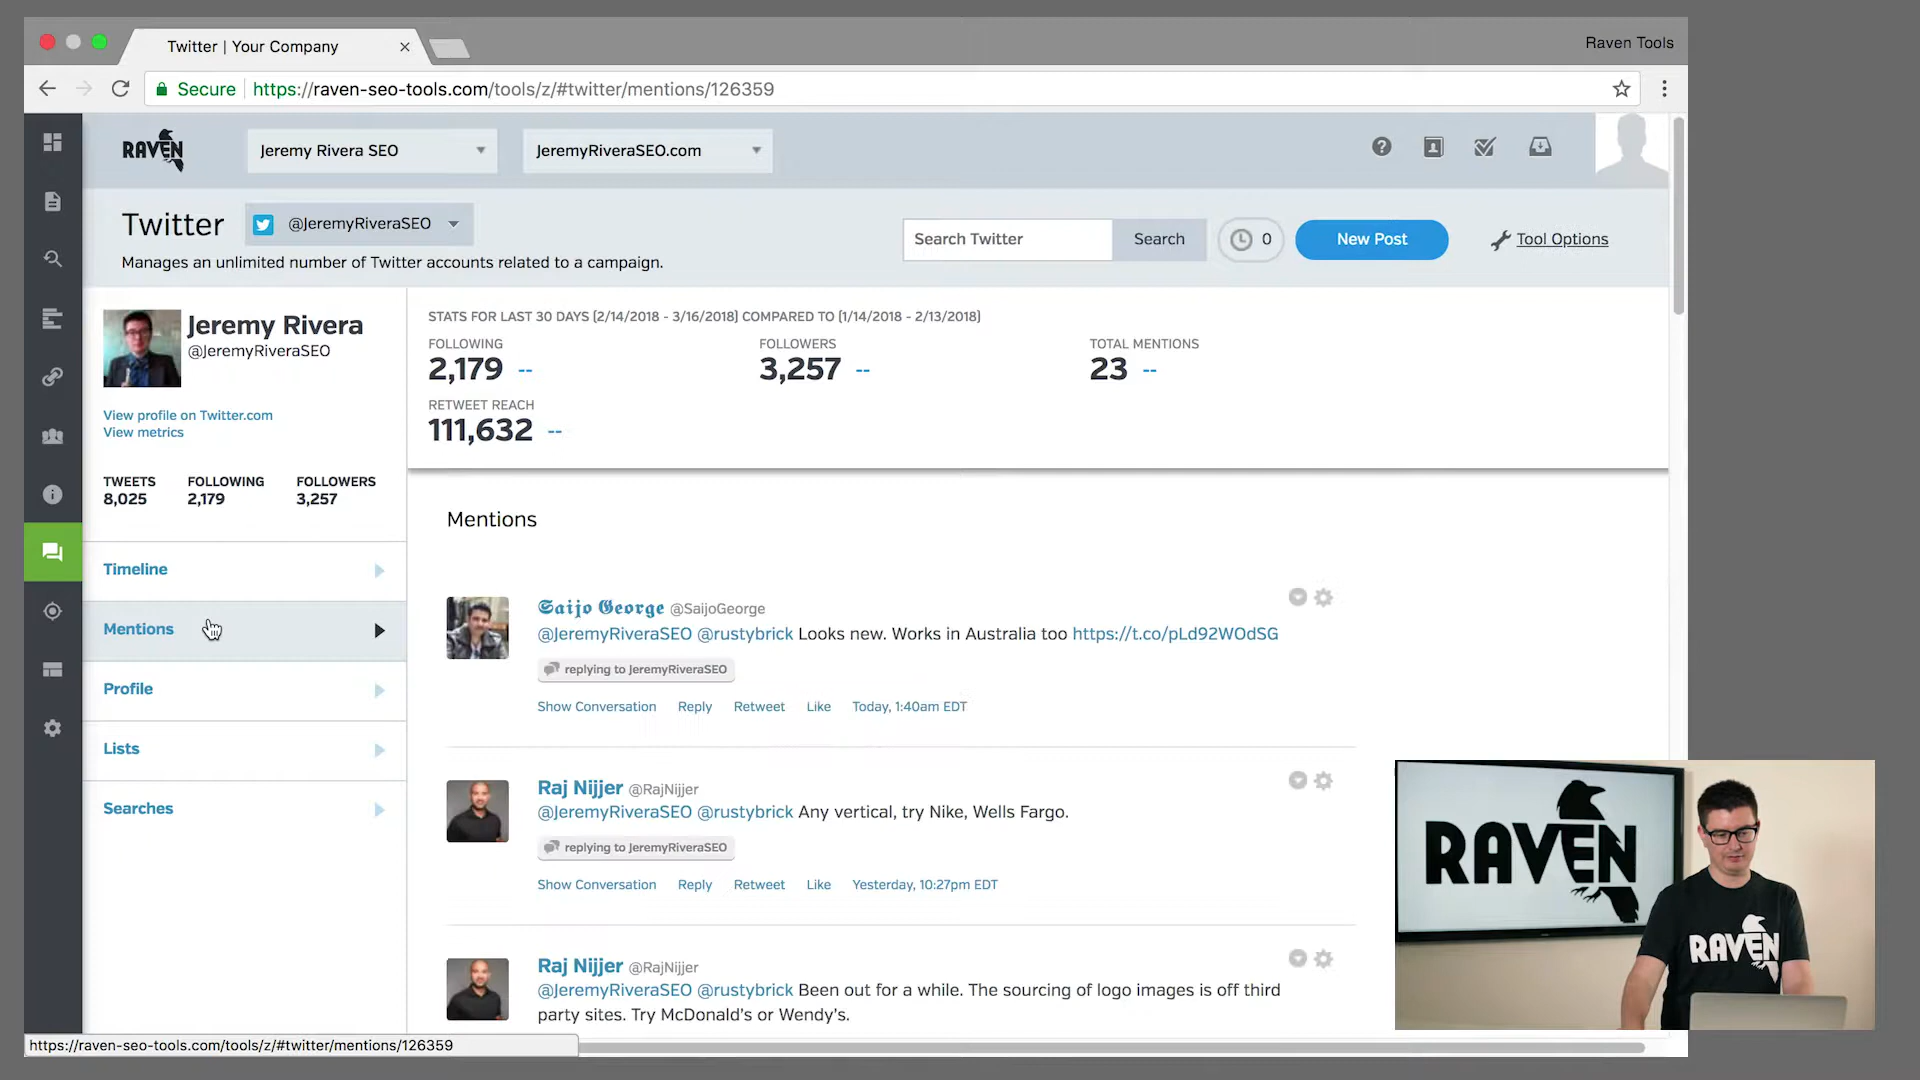 Twitter | Your Company
Raven Tools
Secure https://raven-seo-tools.com/tools/z/#twitter/mentions/126359
RAVEN
Jeremy Rivera SEO
JeremyRiveraSEO.com
Twitter
@JeremyRiveraSEO
Manages an unlimited number of Twitter accounts related to a campaign.
Search Twitter
Search
0
New Post
Tool Options
Jeremy Rivera
@JeremyRiveraSEO
View profile on Twitter.com
View metrics
TWEETS FOLLOWING FOLLOWERS
8,025 2,179 3,257
Timeline
Mentions
Profile
Lists
Searches
STATS FOR LAST 30 DAYS (2/14/2018 - 3/16/2018) COMPARED TO (1/14/2018 - 2/13/2018)
FOLLOWING FOLLOWERS TOTAL MENTIONS
2,179 -- 3,257 -- 23 --
RETWEET REACH
111,632 --
Mentions
𝕾𝖆𝖎𝖏𝖔 𝕲𝖊𝖔𝖗𝖌𝖊 @SaijoGeorge
@JeremyRiveraSEO @rustybrick Looks new. Works in Australia too https://t.co/pLd92WOdSG
replying to JeremyRiveraSEO
Show Conversation Reply Retweet Like Today, 1:40am EDT
Raj Nijjer @RajNijjer
@JeremyRiveraSEO @rustybrick Any vertical, try Nike, Wells Fargo.
replying to JeremyRiveraSEO
Show Conversation Reply Retweet Like Yesterday, 10:27pm EDT
Raj Nijjer @RajNijjer
@JeremyRiveraSEO @rustybrick Been out for a while. The sourcing of logo images is off third
party sites. Try McDonald's or Wendy's.
RAVEN
RAVEN
https://raven-seo-tools.com/tools/z/#twitter/mentions/126359